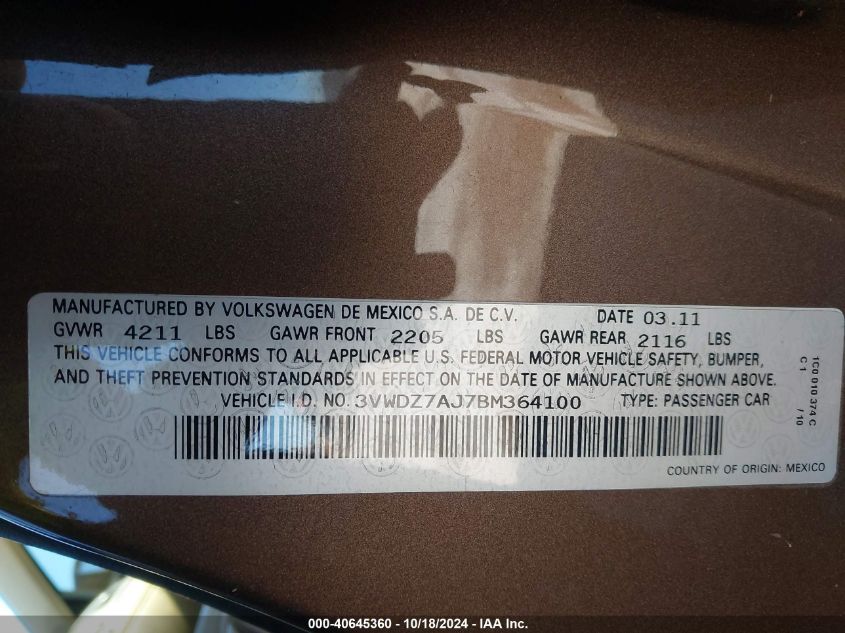 MANUFACTURED BY VOLKSWAGEN DE MEXICO S.A. DE C.V. DATE 03.11
GVWR 4211 LBS GAWR FRONT 2205 LBS GAWR REAR 2116 LBS
THIS VEHICLE CONFORMS TO ALL APPLICABLE U.S. FEDERAL MOTOR VEHICLE SAFETY, BUMPER,
AND THEFT PREVENTION STANDARDS IN EFFECT ON THE DATE OF MANUFACTURE SHOWN ABOVE.
VEHICLE I.D. NO. 3VWDZ7AJ7BM364100 TYPE: PASSENGER CAR
COUNTRY OF ORIGIN: MEXICO
1C0 010 374 C
C1 /10
000-40645360 - 10/18/2024 - IAA Inc.